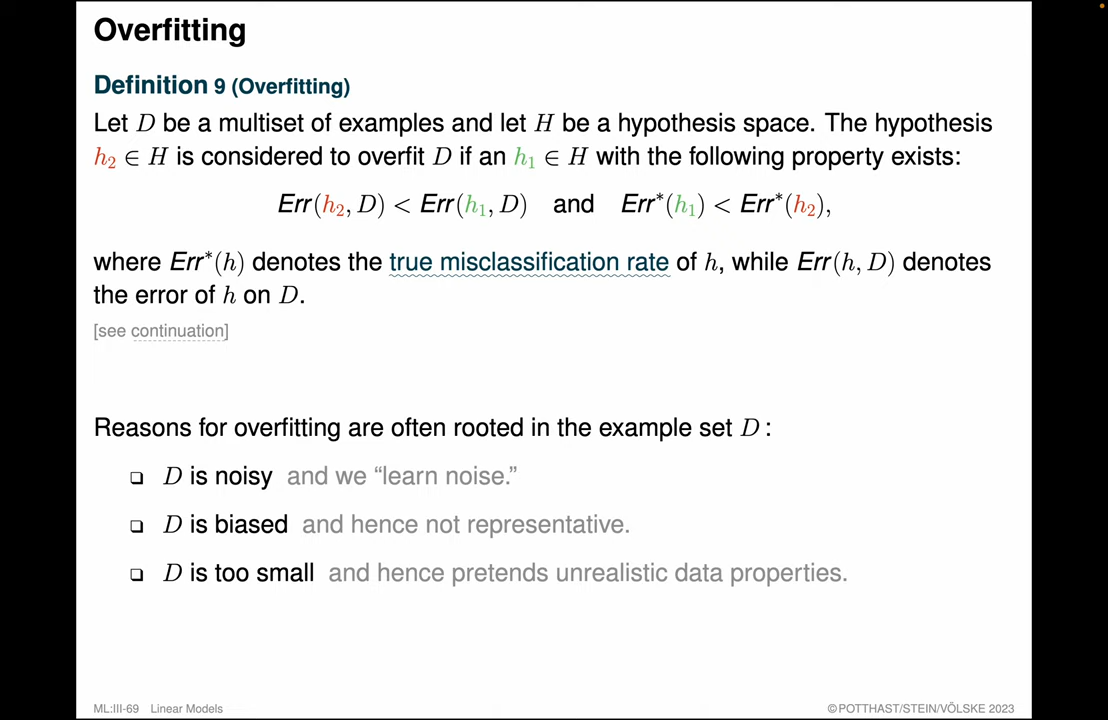 Overfitting
Definition 9 (Overfitting)
Let D be a multiset of examples and let H be a hypothesis space. The hypothesis
h₂ ∈ H is considered to overfit D if an h₁ ∈ H with the following property exists:
Err(h₂, D) < Err(h₁, D) and Err*(h₁) < Err*(h₂),
where Err*(h) denotes the true misclassification rate of h, while Err(h, D) denotes
the error of h on D.
[see continuation]
Reasons for overfitting are often rooted in the example set D :
❑ D is noisy and we “learn noise.”
❑ D is biased and hence not representative.
❑ D is too small and hence pretends unrealistic data properties.
ML:III-69 Linear Models ©POTTHAST/STEIN/VÖLSKE 2023